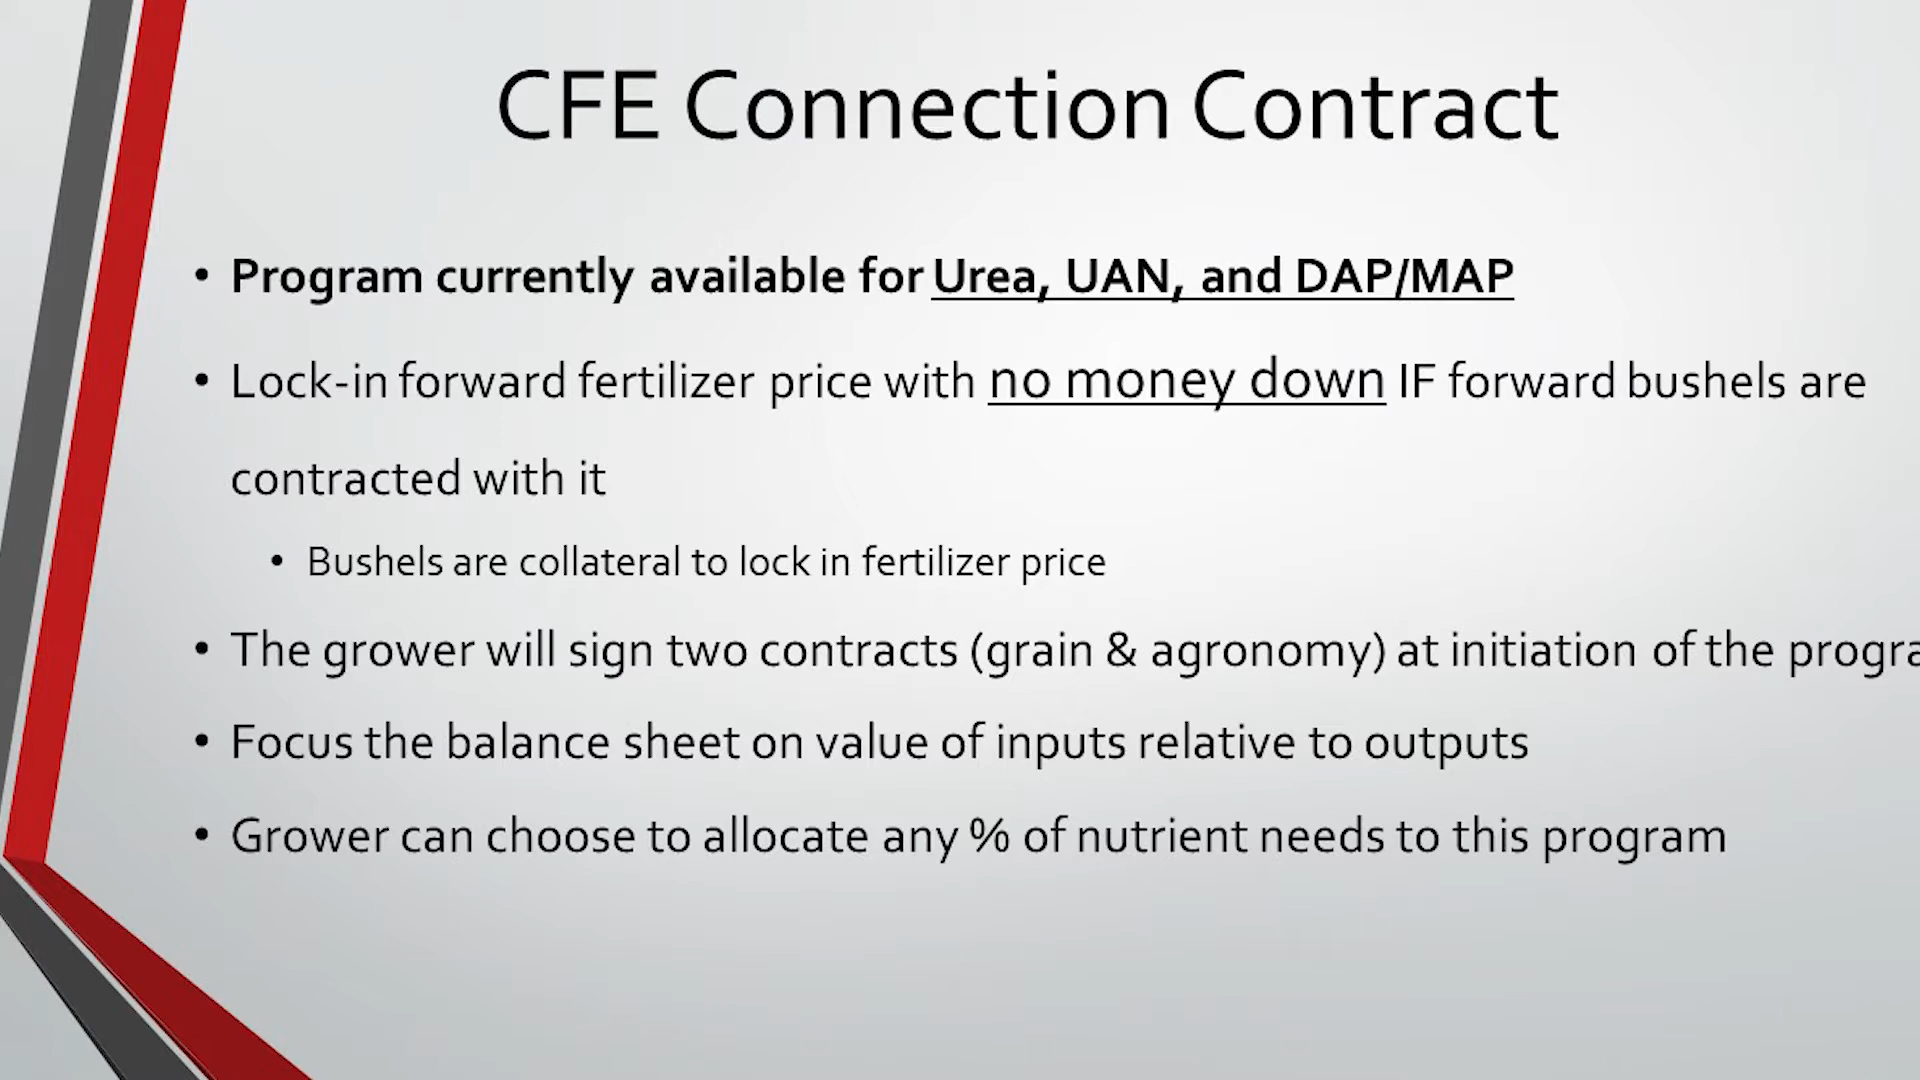 CFE Connection Contract
• Program currently available for Urea, UAN, and DAP/MAP
• Lock-in forward fertilizer price with no money down IF forward bushels are
contracted with it
• Bushels are collateral to lock in fertilizer price
• The grower will sign two contracts (grain & agronomy) at initiation of the progra
• Focus the balance sheet on value of inputs relative to outputs
• Grower can choose to allocate any % of nutrient needs to this program